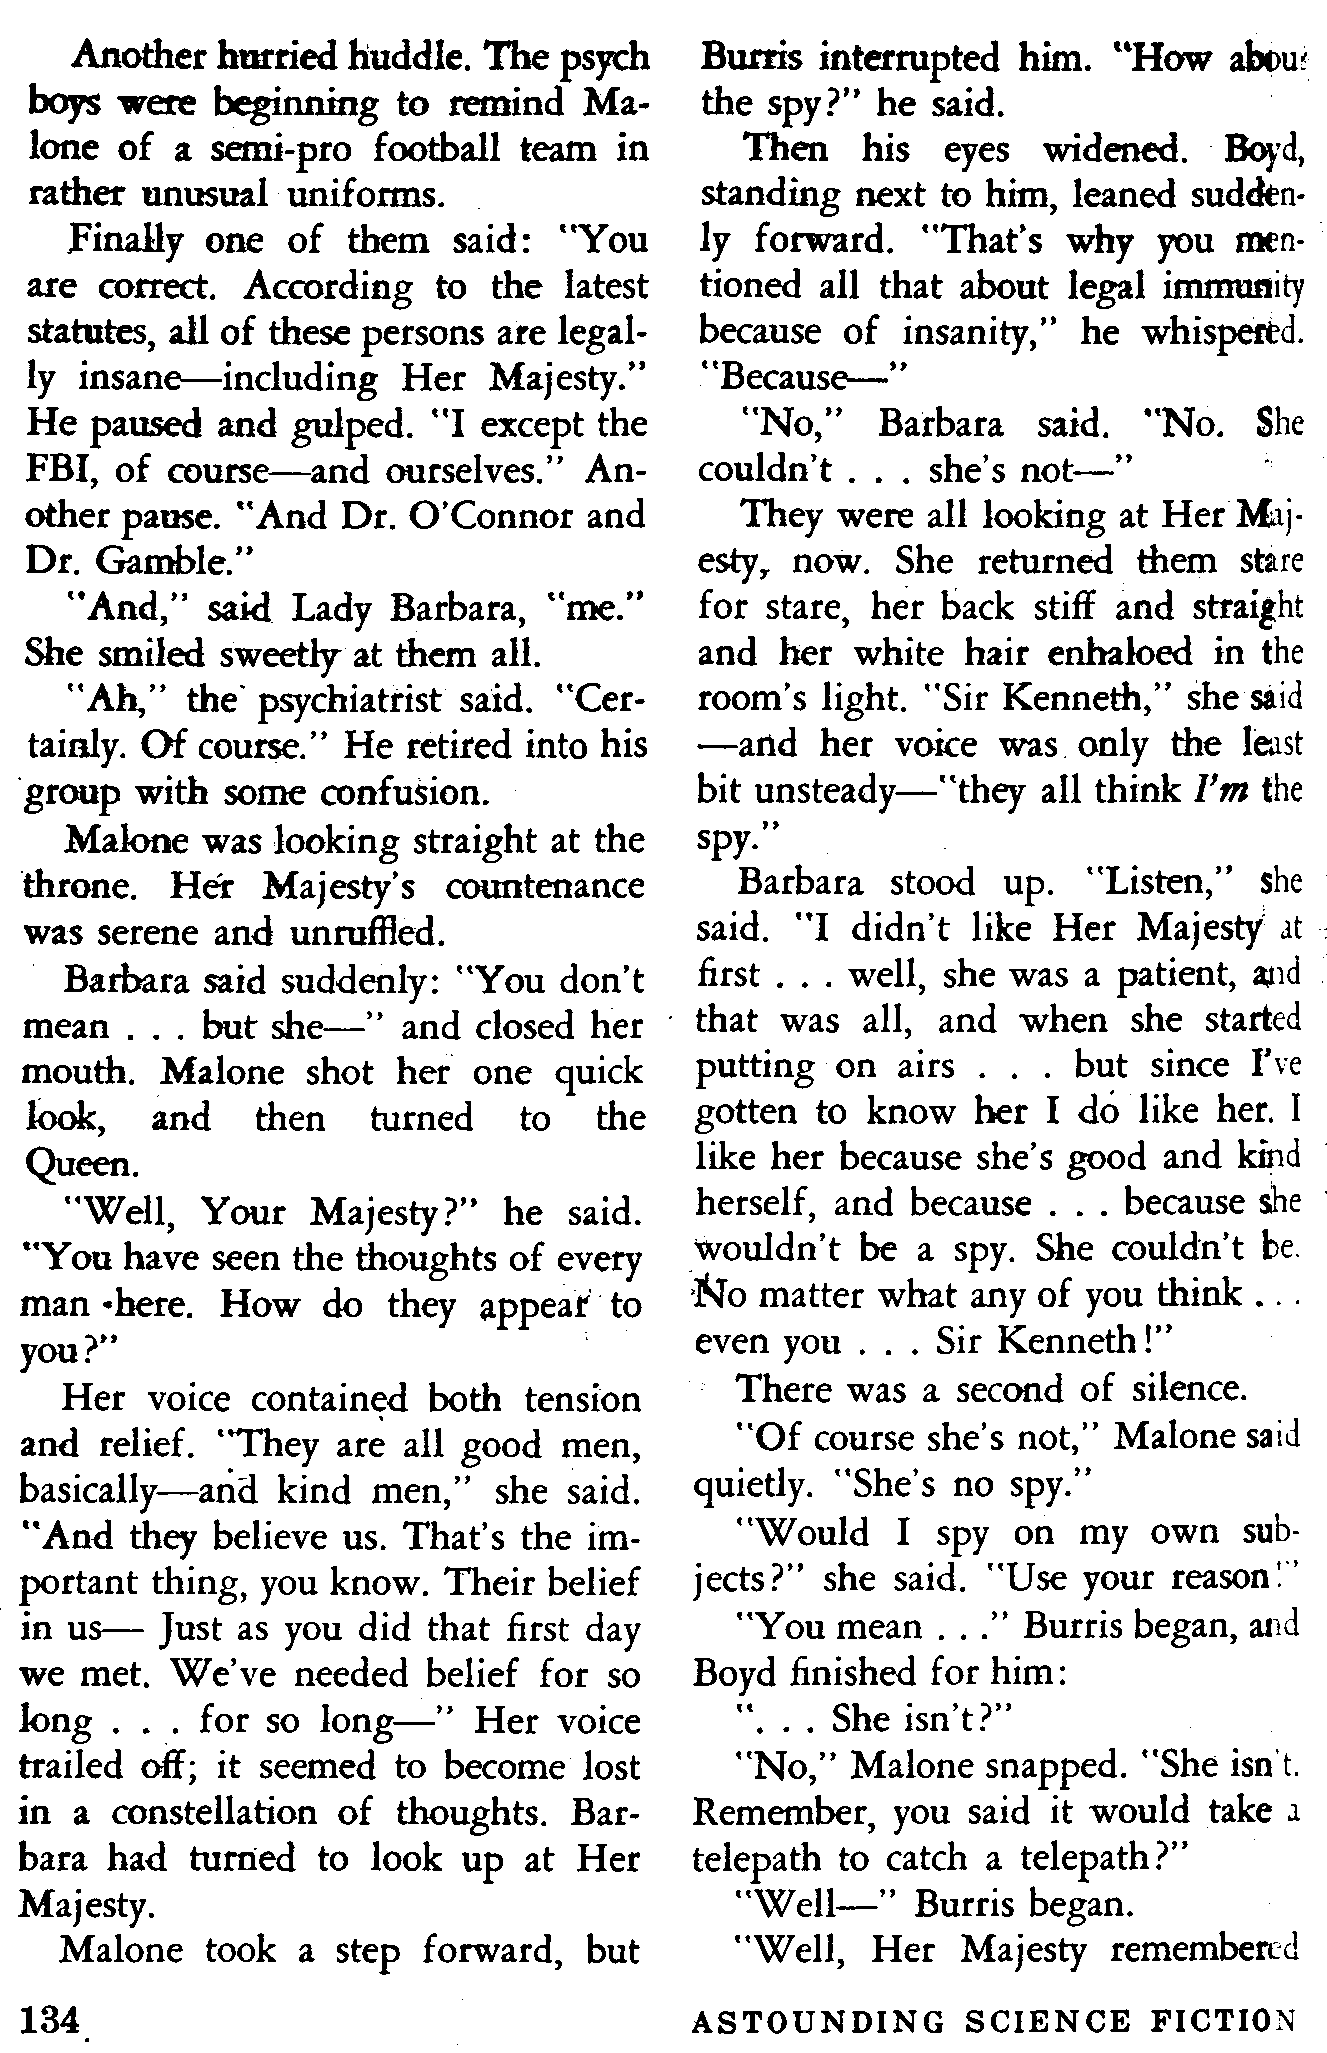 Another hurried huddle. The psych
boys were beginning to remind Ma-
lone of a semi-pro football team in
rather unusual uniforms.
Finally one of them said: "You
are correct. According to the latest
statutes, all of these persons are legal-
ly insane—including Her Majesty."
He paused and gulped. "I except the
FBI, of course—and ourselves." An-
other pause. "And Dr. O'Connor and
Dr. Gamble."
"And," said Lady Barbara, "me."
She smiled sweetly at them all.
"Ah," the psychiatrist said. "Cer-
tainly. Of course." He retired into his
group with some confusion.
Malone was looking straight at the
throne. Her Majesty's countenance
was serene and unruffled.
Barbara said suddenly: "You don't
mean . . . but she—" and closed her
mouth. Malone shot her one quick
look, and then turned to the
Queen.
"Well, Your Majesty?" he said.
"You have seen the thoughts of every
man here. How do they appear to
you?"
Her voice contained both tension
and relief. "They are all good men,
basically—and kind men," she said.
"And they believe us. That's the im-
portant thing, you know. Their belief
in us— Just as you did that first day
we met. We've needed belief for so
long . . . for so long—" Her voice
trailed off; it seemed to become lost
in a constellation of thoughts. Bar-
bara had turned to look up at Her
Majesty.
Malone took a step forward, but
Burris interrupted him. "How about
the spy?" he said.
Then his eyes widened. Boyd,
standing next to him, leaned sudden-
ly forward. "That's why you men-
tioned all that about legal immunity
because of insanity," he whispered.
"Because—"
"No," Barbara said. "No. She
couldn't . . . she's not—"
They were all looking at Her Maj-
esty, now. She returned them stare
for stare, her back stiff and straight
and her white hair enhaloed in the
room's light. "Sir Kenneth," she said
—and her voice was only the least
bit unsteady—"they all think I'm the
spy."
Barbara stood up. "Listen," she
said. "I didn't like Her Majesty at
first . . . well, she was a patient, and
that was all, and when she started
putting on airs . . . but since I've
gotten to know her I do like her. I
like her because she's good and kind
herself, and because . . . because she
wouldn't be a spy. She couldn't be.
No matter what any of you think . . .
even you . . . Sir Kenneth!"
There was a second of silence.
"Of course she's not," Malone said
quietly. "She's no spy."
"Would I spy on my own sub-
jects?" she said. "Use your reason!"
"You mean . . ." Burris began, and
Boyd finished for him:
". . . She isn't?"
"No," Malone snapped. "She isn't.
Remember, you said it would take a
telepath to catch a telepath?"
"Well—" Burris began.
"Well, Her Majesty remembered
134
ASTOUNDING SCIENCE FICTION